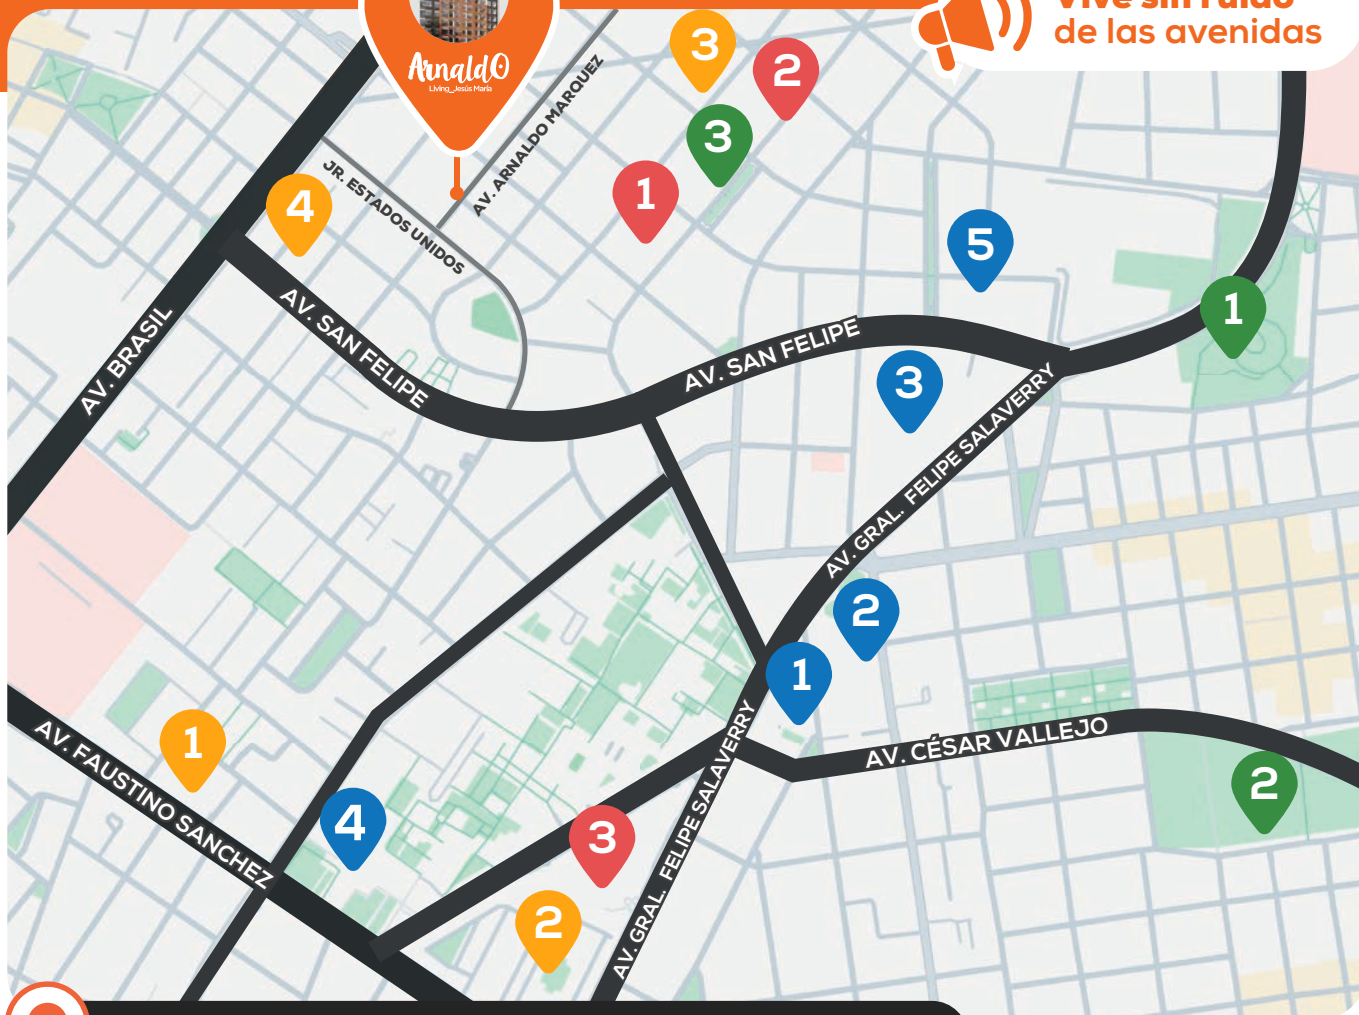 Vive sin ruido
de las avenidas
ArnaldO
Living_Jesús María
3
2
AV. ARNALDO MARQUEZ
3
JR. ESTADOS UNIDOS
1
4
5
AV. SAN FELIPE
AV. BRASIL
1
AV. SAN FELIPE
3
AV. GRAL. FELIPE SALAVERRY
2
1
AV. FAUSTINO SANCHEZ
1
AV. GRAL. FELIPE SALAVERRY
AV. CÉSAR VALLEJO
2
4
3
2